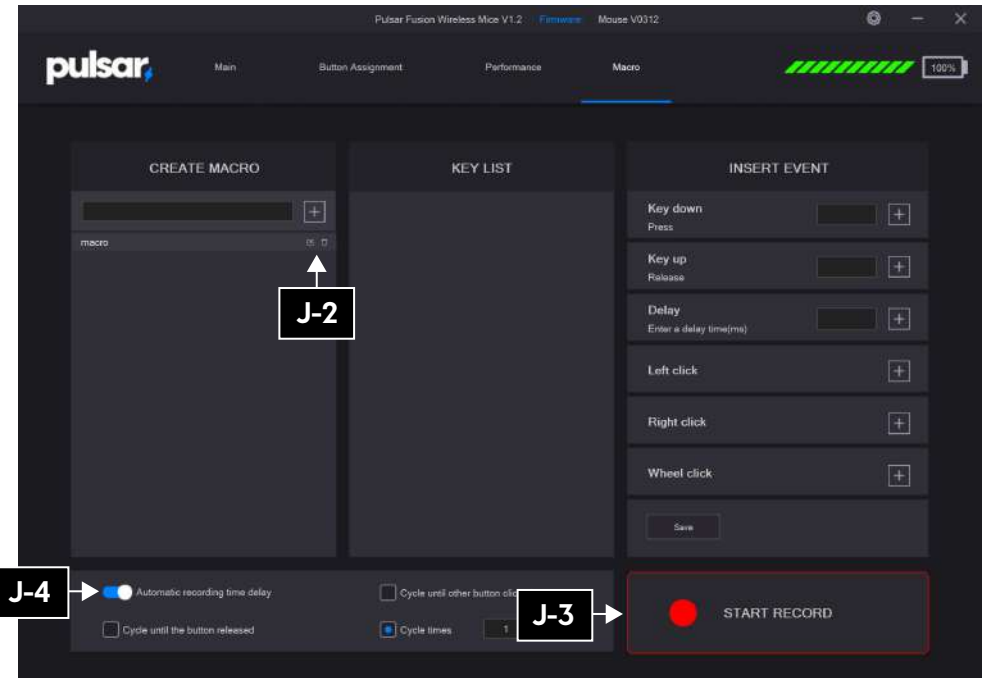 Pulsar Fusion Wireless Mice V1.2 Firmware Mouse V0312
pulsar
Main Button Assignment Performance Macro 100%
CREATE MACRO KEY LIST INSERT EVENT
Key down
Press
macro
Key up
Release
J-2
Delay
Enter a delay time(ms)
Left click
Right click
Wheel click
Save
J-4
Automatic recording time delay Cycle until other button
J-3
START RECORD
Cycle until the button released Cycle times 1